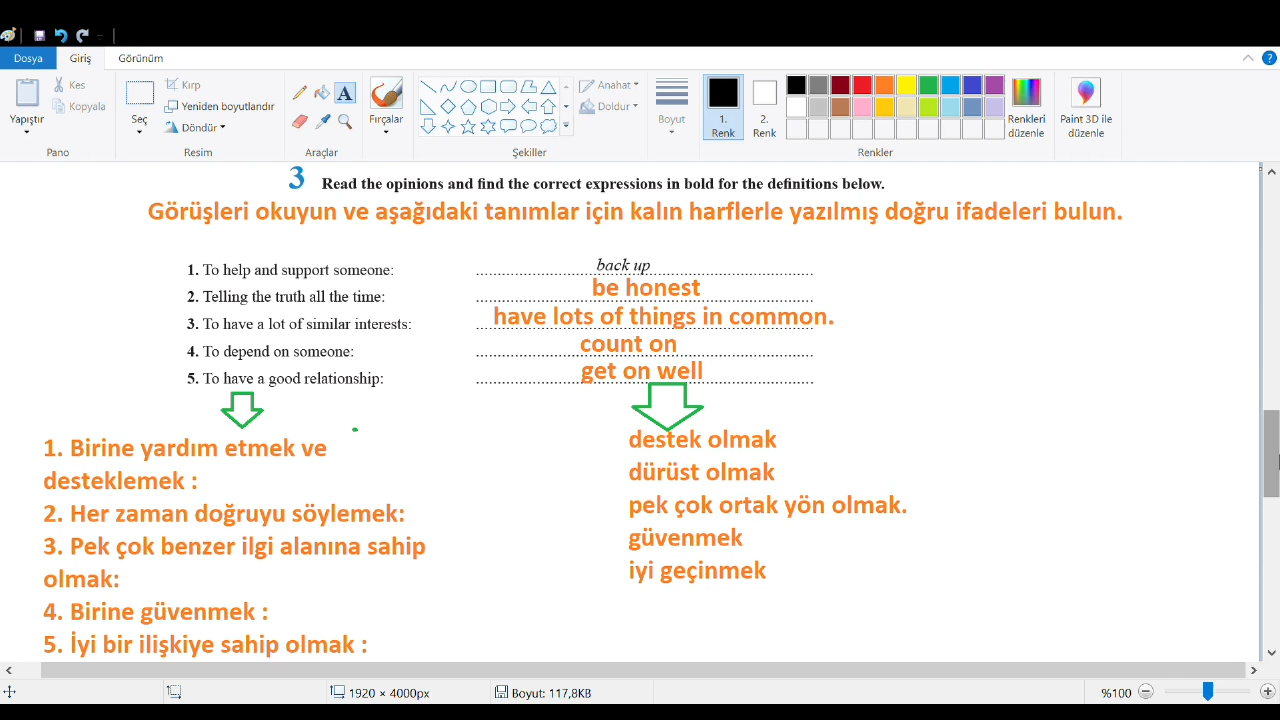 Dosya Giriş Görünüm
Yapıştır
Kes
Kopyala
Pano
Seç
Kırp
Yeniden boyutlandır
Döndür
Resim
A
Araçlar
Fırçalar
Anahat
Doldur
Şekiller
Boyut
1.
Renk
2.
Renk
Renkleri
düzenle
Renkler
Paint 3D ile
düzenle
3 Read the opinions and find the correct expressions in bold for the definitions below.
Görüşleri okuyun ve aşağıdaki tanımlar için kalın harflerle yazılmış doğru ifadeleri bulun.
1. To help and support someone: back up
2. Telling the truth all the time: be honest
3. To have a lot of similar interests: have lots of things in common.
4. To depend on someone: count on
5. To have a good relationship: get on well
1. Birine yardım etmek ve
desteklemek :
2. Her zaman doğruyu söylemek:
3. Pek çok benzer ilgi alanına sahip
olmak:
4. Birine güvenmek :
5. İyi bir ilişkiye sahip olmak :
destek olmak
dürüst olmak
pek çok ortak yön olmak.
güvenmek
iyi geçinmek
1920 × 4000px Boyut: 117,8KB %100